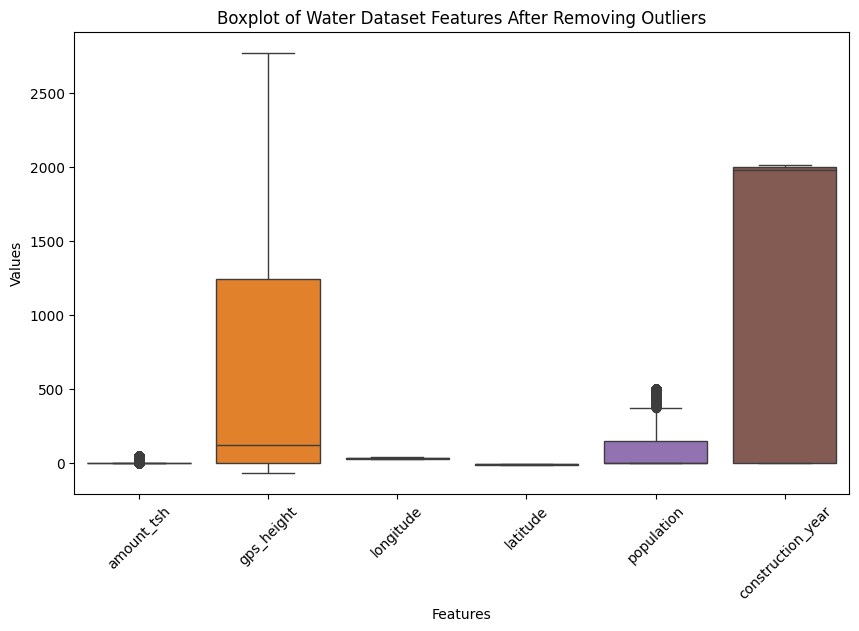 Boxplot of Water Dataset Features After Removing Outliers
Values
2500
2000
1500
1000
500
0
amount_tsh
gps_height
longitude
latitude
population
construction_year
Features